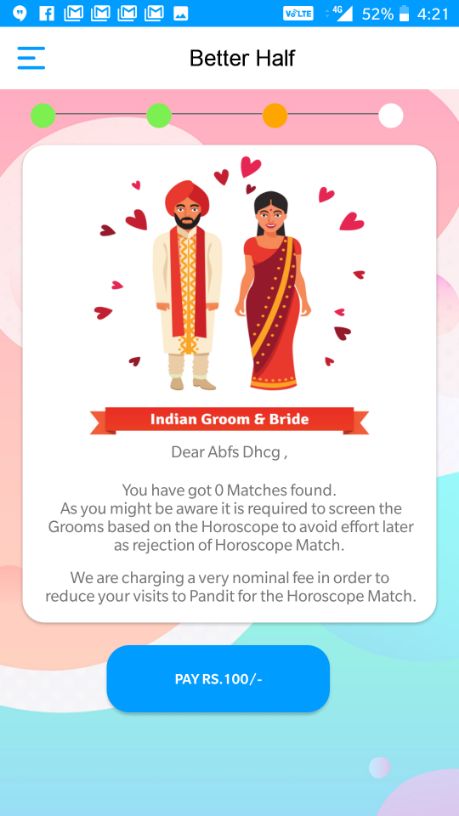 VoLTE 4G 52% 4:21
Better Half
Indian Groom & Bride
Dear Abfs Dhcg ,
You have got 0 Matches found.
As you might be aware it is required to screen the
Grooms based on the Horoscope to avoid effort later
as rejection of Horoscope Match.
We are charging a very nominal fee in order to
reduce your visits to Pandit for the Horoscope Match.
PAY RS.100/-